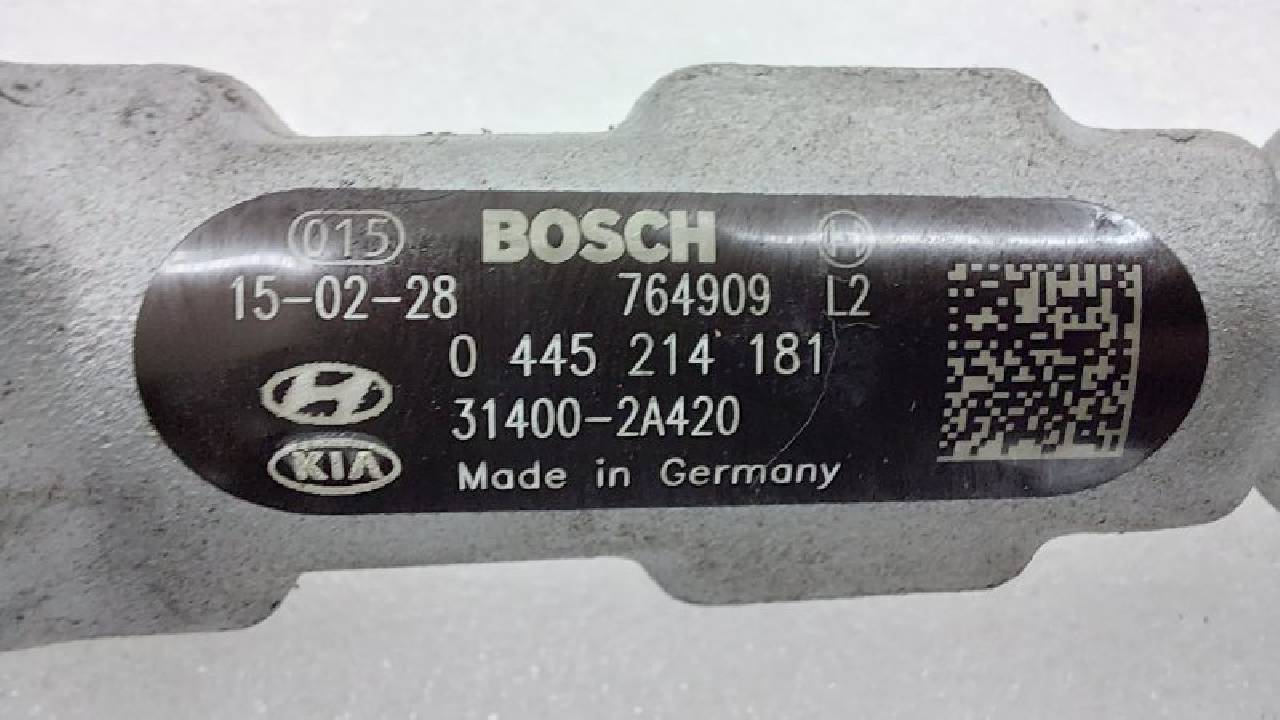 015 BOSCH H
15-02-28 764909 L2
0 445 214 181
31400-2A420
KIA
Made in Germany